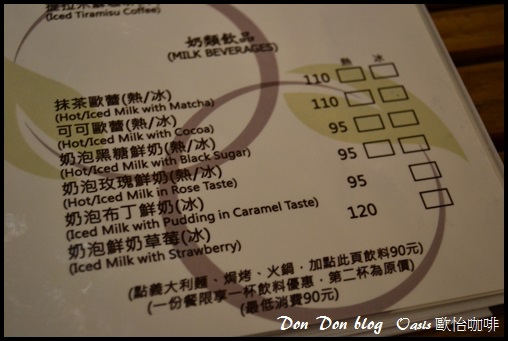 (Iced Tiramisu Coffee)
奶類飲品
(MILK BEVERAGES)
熱 冰
抹茶歐蕾(熱/冰) 110
(Hot/Iced Milk with Matcha)
可可歐蕾(熱/冰) 110
(Hot/Iced Milk with Cocoa)
奶泡黑糖鮮奶(熱/冰) 95
(Hot/Iced Milk with Black Sugar)
奶泡玫瑰鮮奶(熱/冰) 95
(Hot/Iced Milk in Rose Taste)
奶泡布丁鮮奶(冰) 95
(Iced Milk with Pudding in Caramel Taste)
奶泡鮮奶草莓(冰) 120
(Iced Milk with Strawberry)
(點義大利麵、焗烤、火鍋，加點此頁飲料90元)
(一份餐限享一杯飲料優惠，第二杯為原價)
(最低消費90元)
Don Don blog Oasis 歐怡咖啡